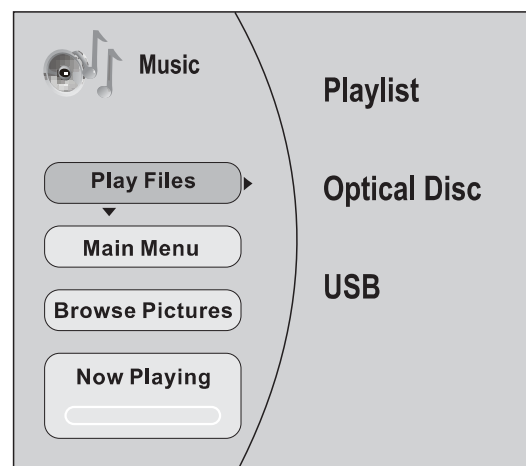 Music
Play Files
Main Menu
Browse Pictures
Now Playing
Playlist
Optical Disc
USB